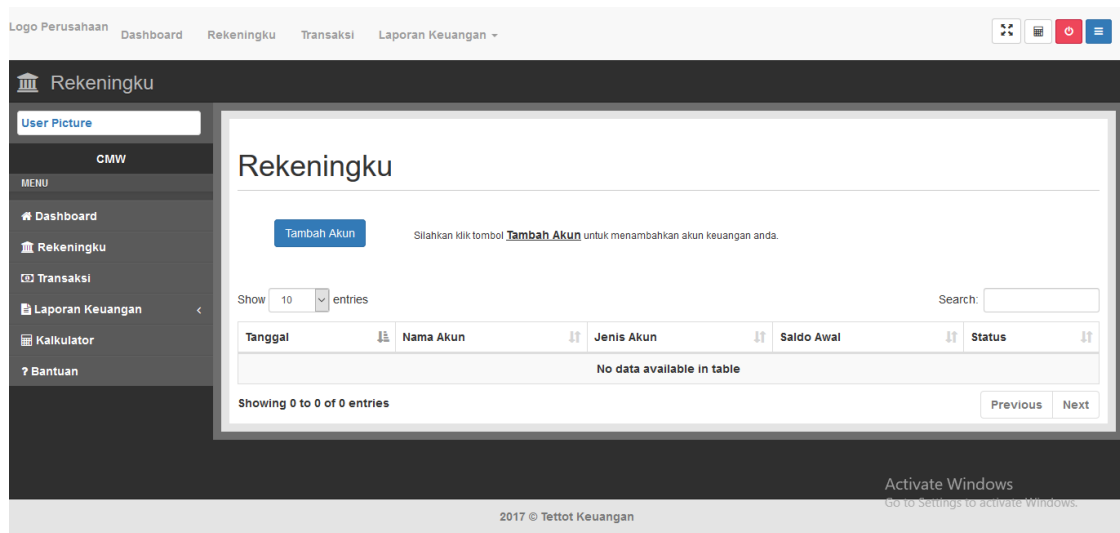 Logo Perusahaan Dashboard Rekeningku Transaksi Laporan Keuangan
Rekeningku
User Picture
CMW
MENU
Dashboard
Rekeningku
Transaksi
Laporan Keuangan
Kalkulator
? Bantuan
Rekeningku
Tambah Akun Silahkan klik tombol Tambah Akun untuk menambahkan akun keuangan anda.
Show 10 entries Search:
Tanggal Nama Akun Jenis Akun Saldo Awal Status
No data available in table
Showing 0 to 0 of 0 entries Previous Next
Activate Windows
Go to Settings to activate Windows.
2017 © Tettot Keuangan